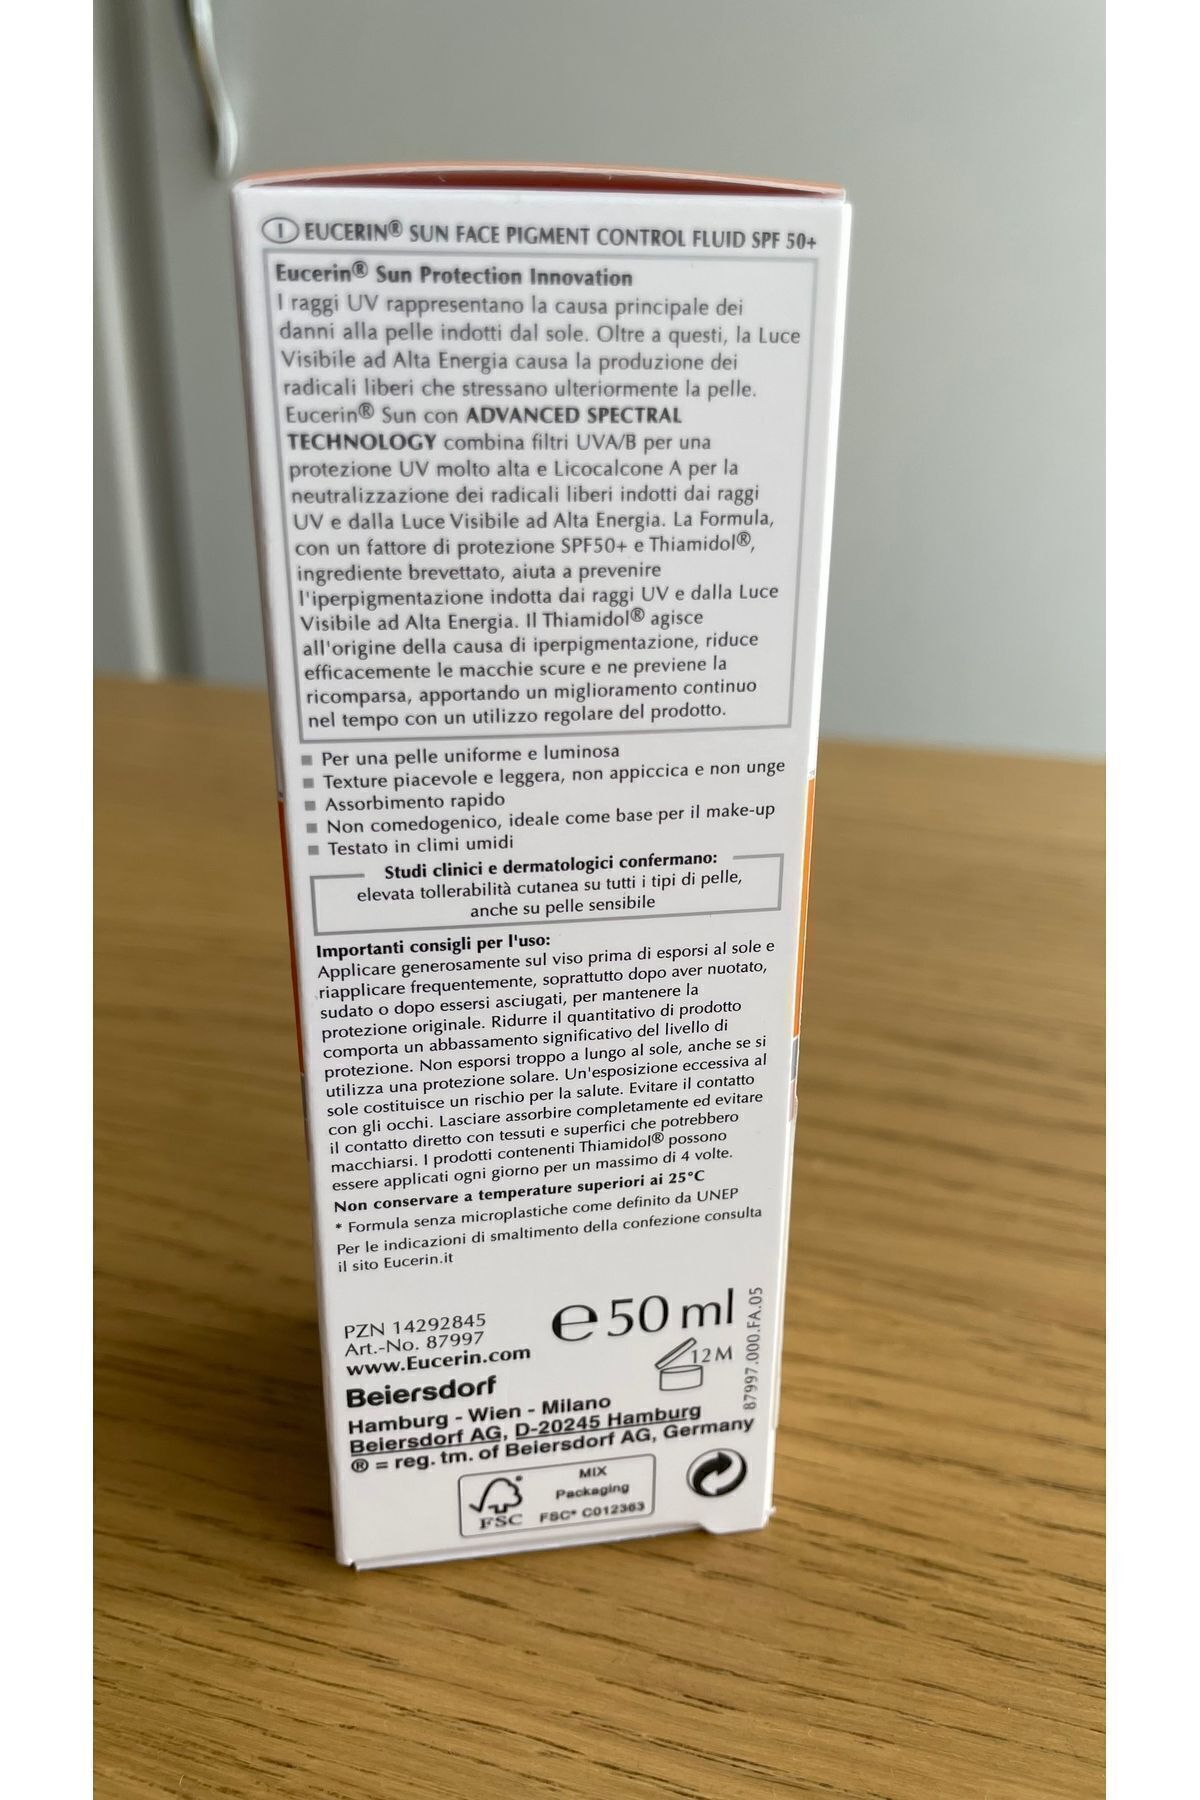 I EUCERIN® SUN FACE PIGMENT CONTROL FLUID SPF 50+
Eucerin® Sun Protection Innovation
I raggi UV rappresentano la causa principale dei
danni alla pelle indotti dal sole. Oltre a questi, la Luce
Visibile ad Alta Energia causa la produzione dei
radicali liberi che stressano ulteriormente la pelle.
Eucerin® Sun con ADVANCED SPECTRAL
TECHNOLOGY combina filtri UVA/B per una
protezione UV molto alta e Licocalcone A per la
neutralizzazione dei radicali liberi indotti dai raggi
UV e dalla Luce Visibile ad Alta Energia. La Formula,
con un fattore di protezione SPF50+ e Thiamidol®,
ingrediente brevettato, aiuta a prevenire
l'iperpigmentazione indotta dai raggi UV e dalla Luce
Visibile ad Alta Energia. Il Thiamidol® agisce
all'origine della causa di iperpigmentazione, riduce
efficacemente le macchie scure e ne previene la
ricomparsa, apportando un miglioramento continuo
nel tempo con un utilizzo regolare del prodotto.
■ Per una pelle uniforme e luminosa
■ Texture piacevole e leggera, non appiccica e non unge
■ Assorbimento rapido
■ Non comedogenico, ideale come base per il make-up
■ Testato in climi umidi
Studi clinici e dermatologici confermano:
elevata tollerabilità cutanea su tutti i tipi di pelle,
anche su pelle sensibile
Importanti consigli per l'uso:
Applicare generosamente sul viso prima di esporsi al sole e
riapplicare frequentemente, soprattutto dopo aver nuotato,
sudato o dopo essersi asciugati, per mantenere la
protezione originale. Ridurre il quantitativo di prodotto
comporta un abbassamento significativo del livello di
protezione. Non esporsi troppo a lungo al sole, anche se si
utilizza una protezione solare. Un'esposizione eccessiva al
sole costituisce un rischio per la salute. Evitare il contatto
con gli occhi. Lasciare assorbire completamente ed evitare
il contatto diretto con tessuti e superfici che potrebbero
macchiarsi. I prodotti contenenti Thiamidol® possono
essere applicati ogni giorno per un massimo di 4 volte.
Non conservare a temperature superiori ai 25°C
* Formula senza microplastiche come definito da UNEP
Per le indicazioni di smaltimento della confezione consulta
il sito Eucerin.it
PZN 14292845
Art.-No. 87997
www.Eucerin.com
℮50 ml
12M
87997.000.FA.05
Beiersdorf
Hamburg - Wien - Milano
Beiersdorf AG, D-20245 Hamburg
® = reg. tm. of Beiersdorf AG, Germany
FSC
MIX
Packaging
FSC® C012363